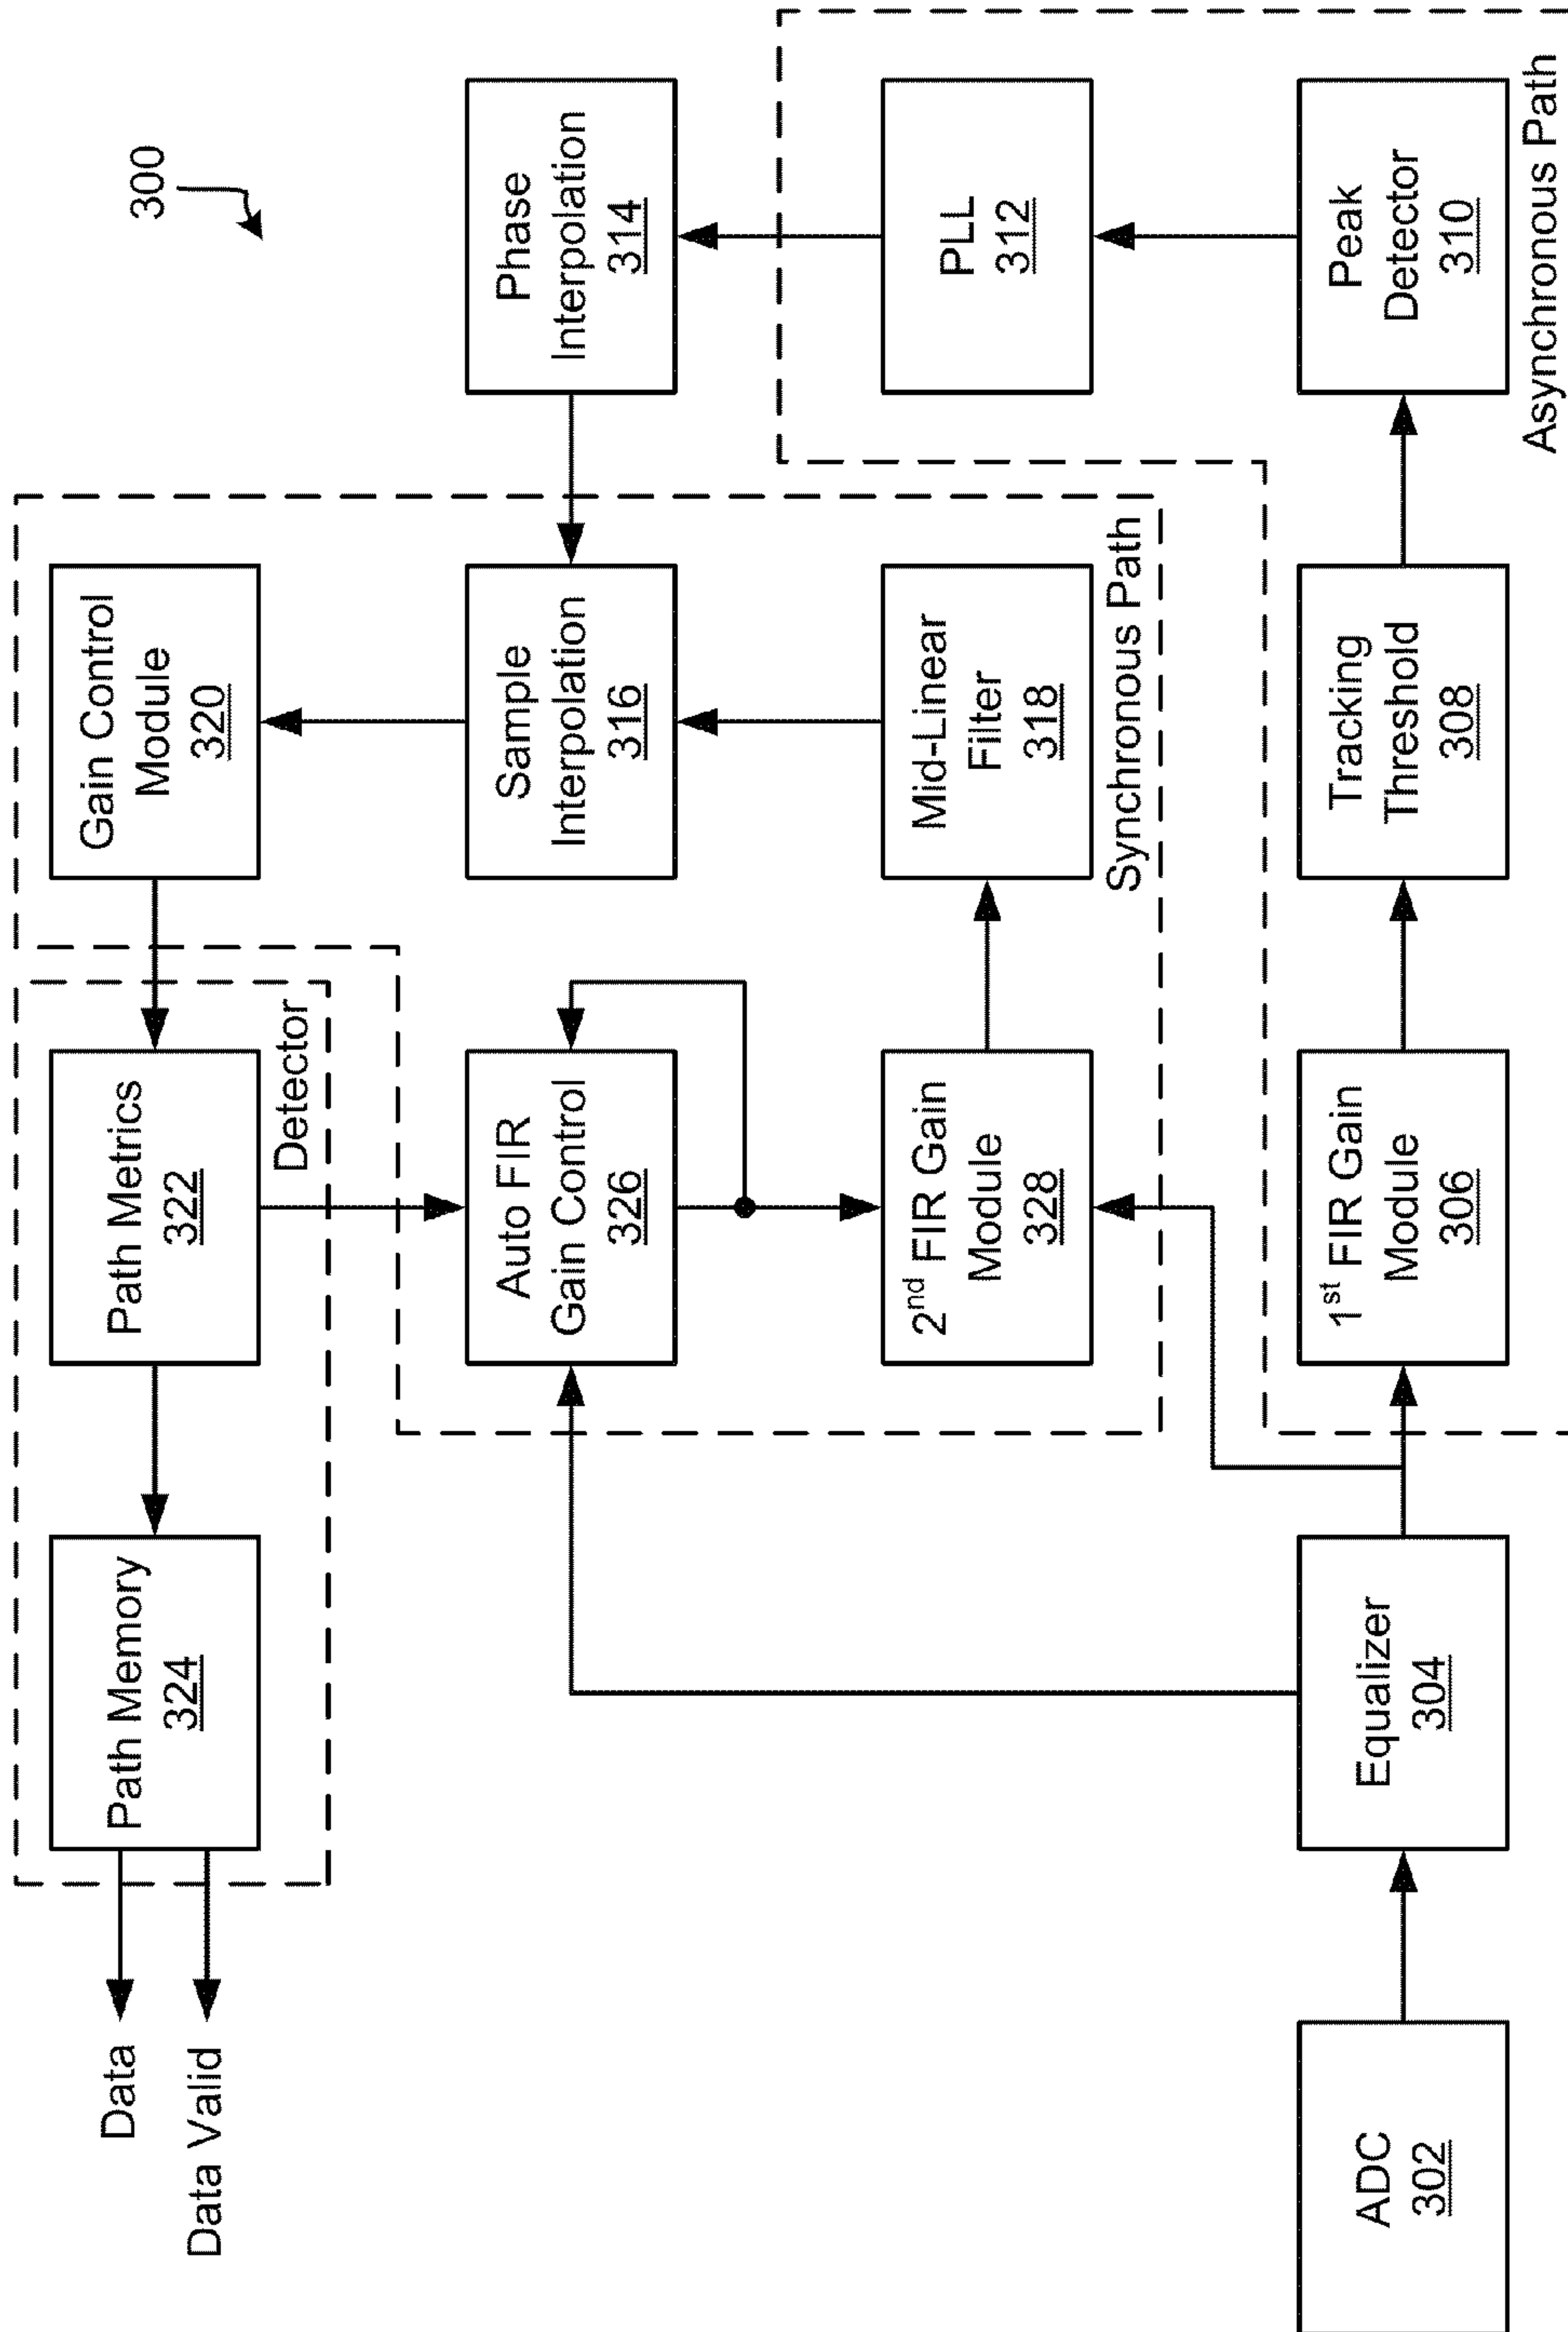 300
Data
Data Valid
Path Memory
324
Path Metrics
322
Detector
Gain Control
Module
320
Auto FIR
Gain Control
326
Sample
Interpolation
316
Phase
Interpolation
314
2nd FIR Gain
Module
328
Mid-Linear
Filter
318
Synchronous Path
PLL
312
ADC
302
Equalizer
304
1st FIR Gain
Module
306
Tracking
Threshold
308
Peak
Detector
310
Asynchronous Path